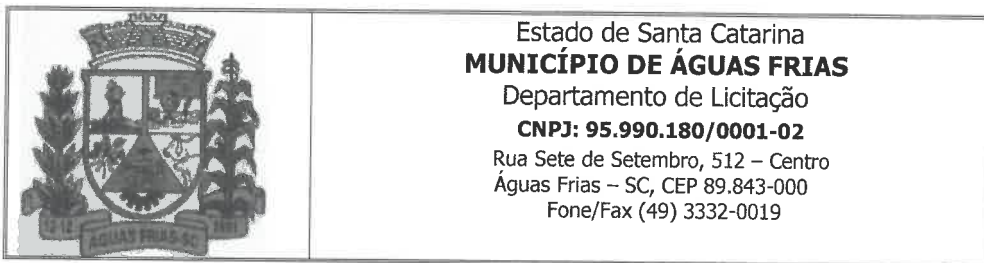 Estado de Santa Catarina
MUNICÍPIO DE ÁGUAS FRIAS
Departamento de Licitação
CNPJ: 95.990.180/0001-02
Rua Sete de Setembro, 512 – Centro
Águas Frias – SC, CEP 89.843-000
Fone/Fax (49) 3332-0019
12-12
ÁGUAS FRIAS-SC